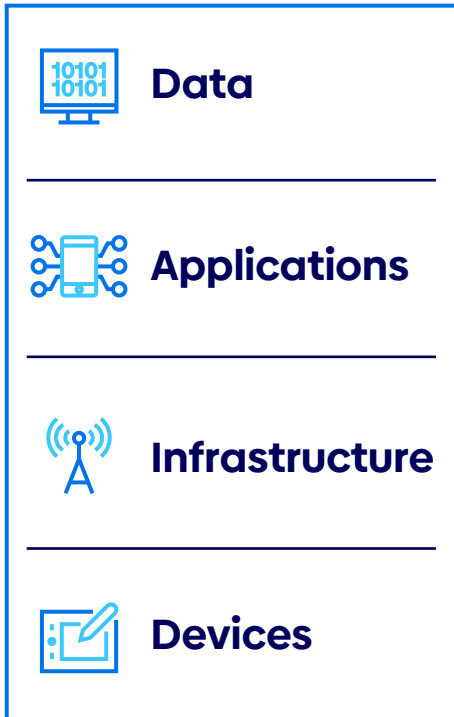 10101
10101
Data
Applications
Infrastructure
Devices